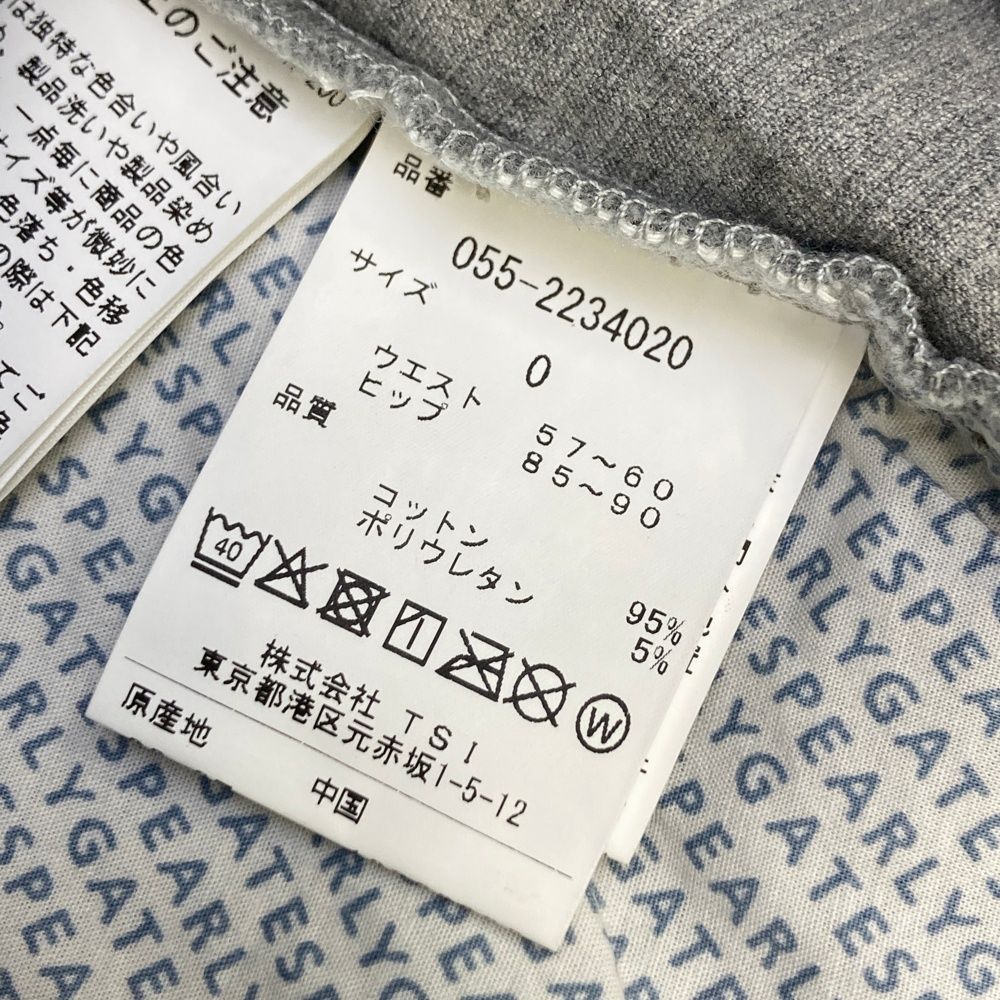 上のご注意
は独特な色合いや風合い
製品洗いや製品染め
一点毎に商品の色
サイズ等が微妙に
色落ち・色移
の際は下記
てご
品番
055-2234020
サイズ
0
ウエスト 57~60
ヒップ 85~90
品質
コットン 95%
ポリウレタン 5%
40
W
株式会社 TSI
東京都港区元赤坂1-5-12
原産地
中国
PEARLYGATES